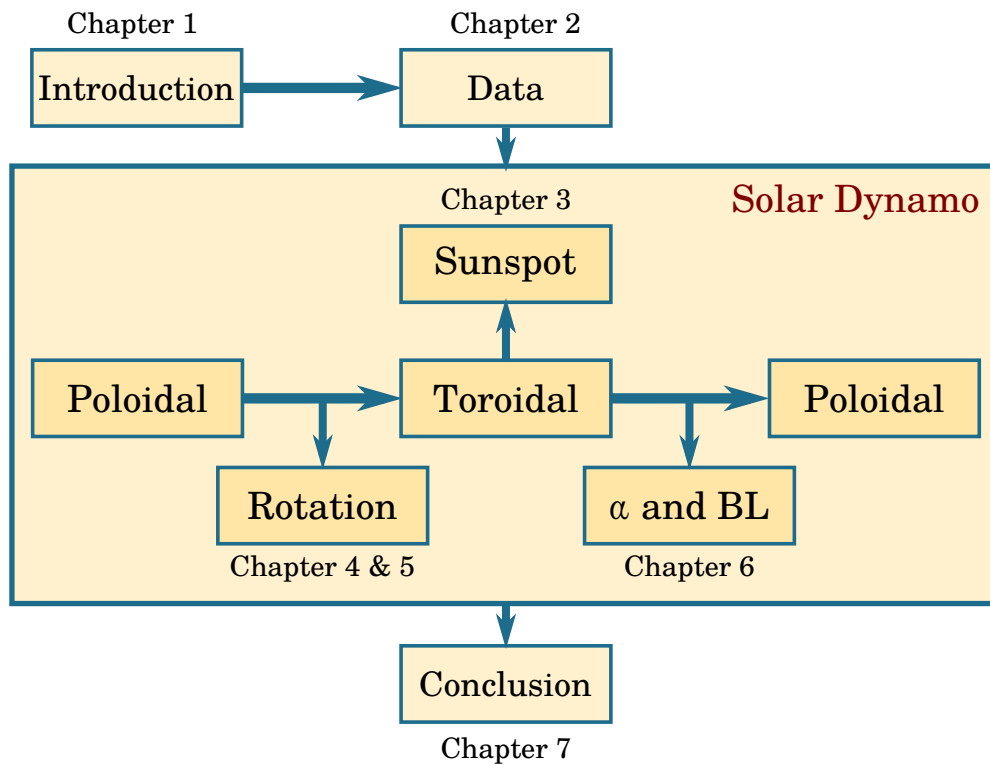 Chapter 1
Chapter 2
Introduction
Data
Solar Dynamo
Chapter 3
Sunspot
Poloidal
Toroidal
Poloidal
Rotation
α and BL
Chapter 4 & 5
Chapter 6
Conclusion
Chapter 7